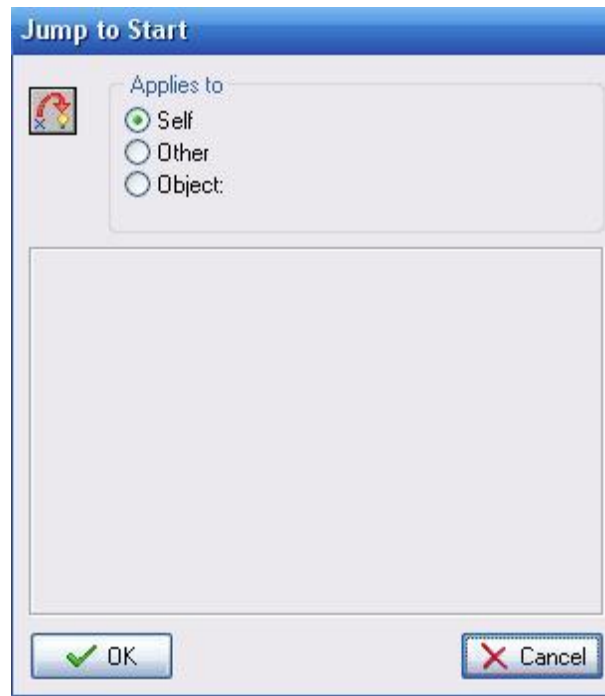 Jump to Start
Applies to
Self
Other
Object:
OK
Cancel